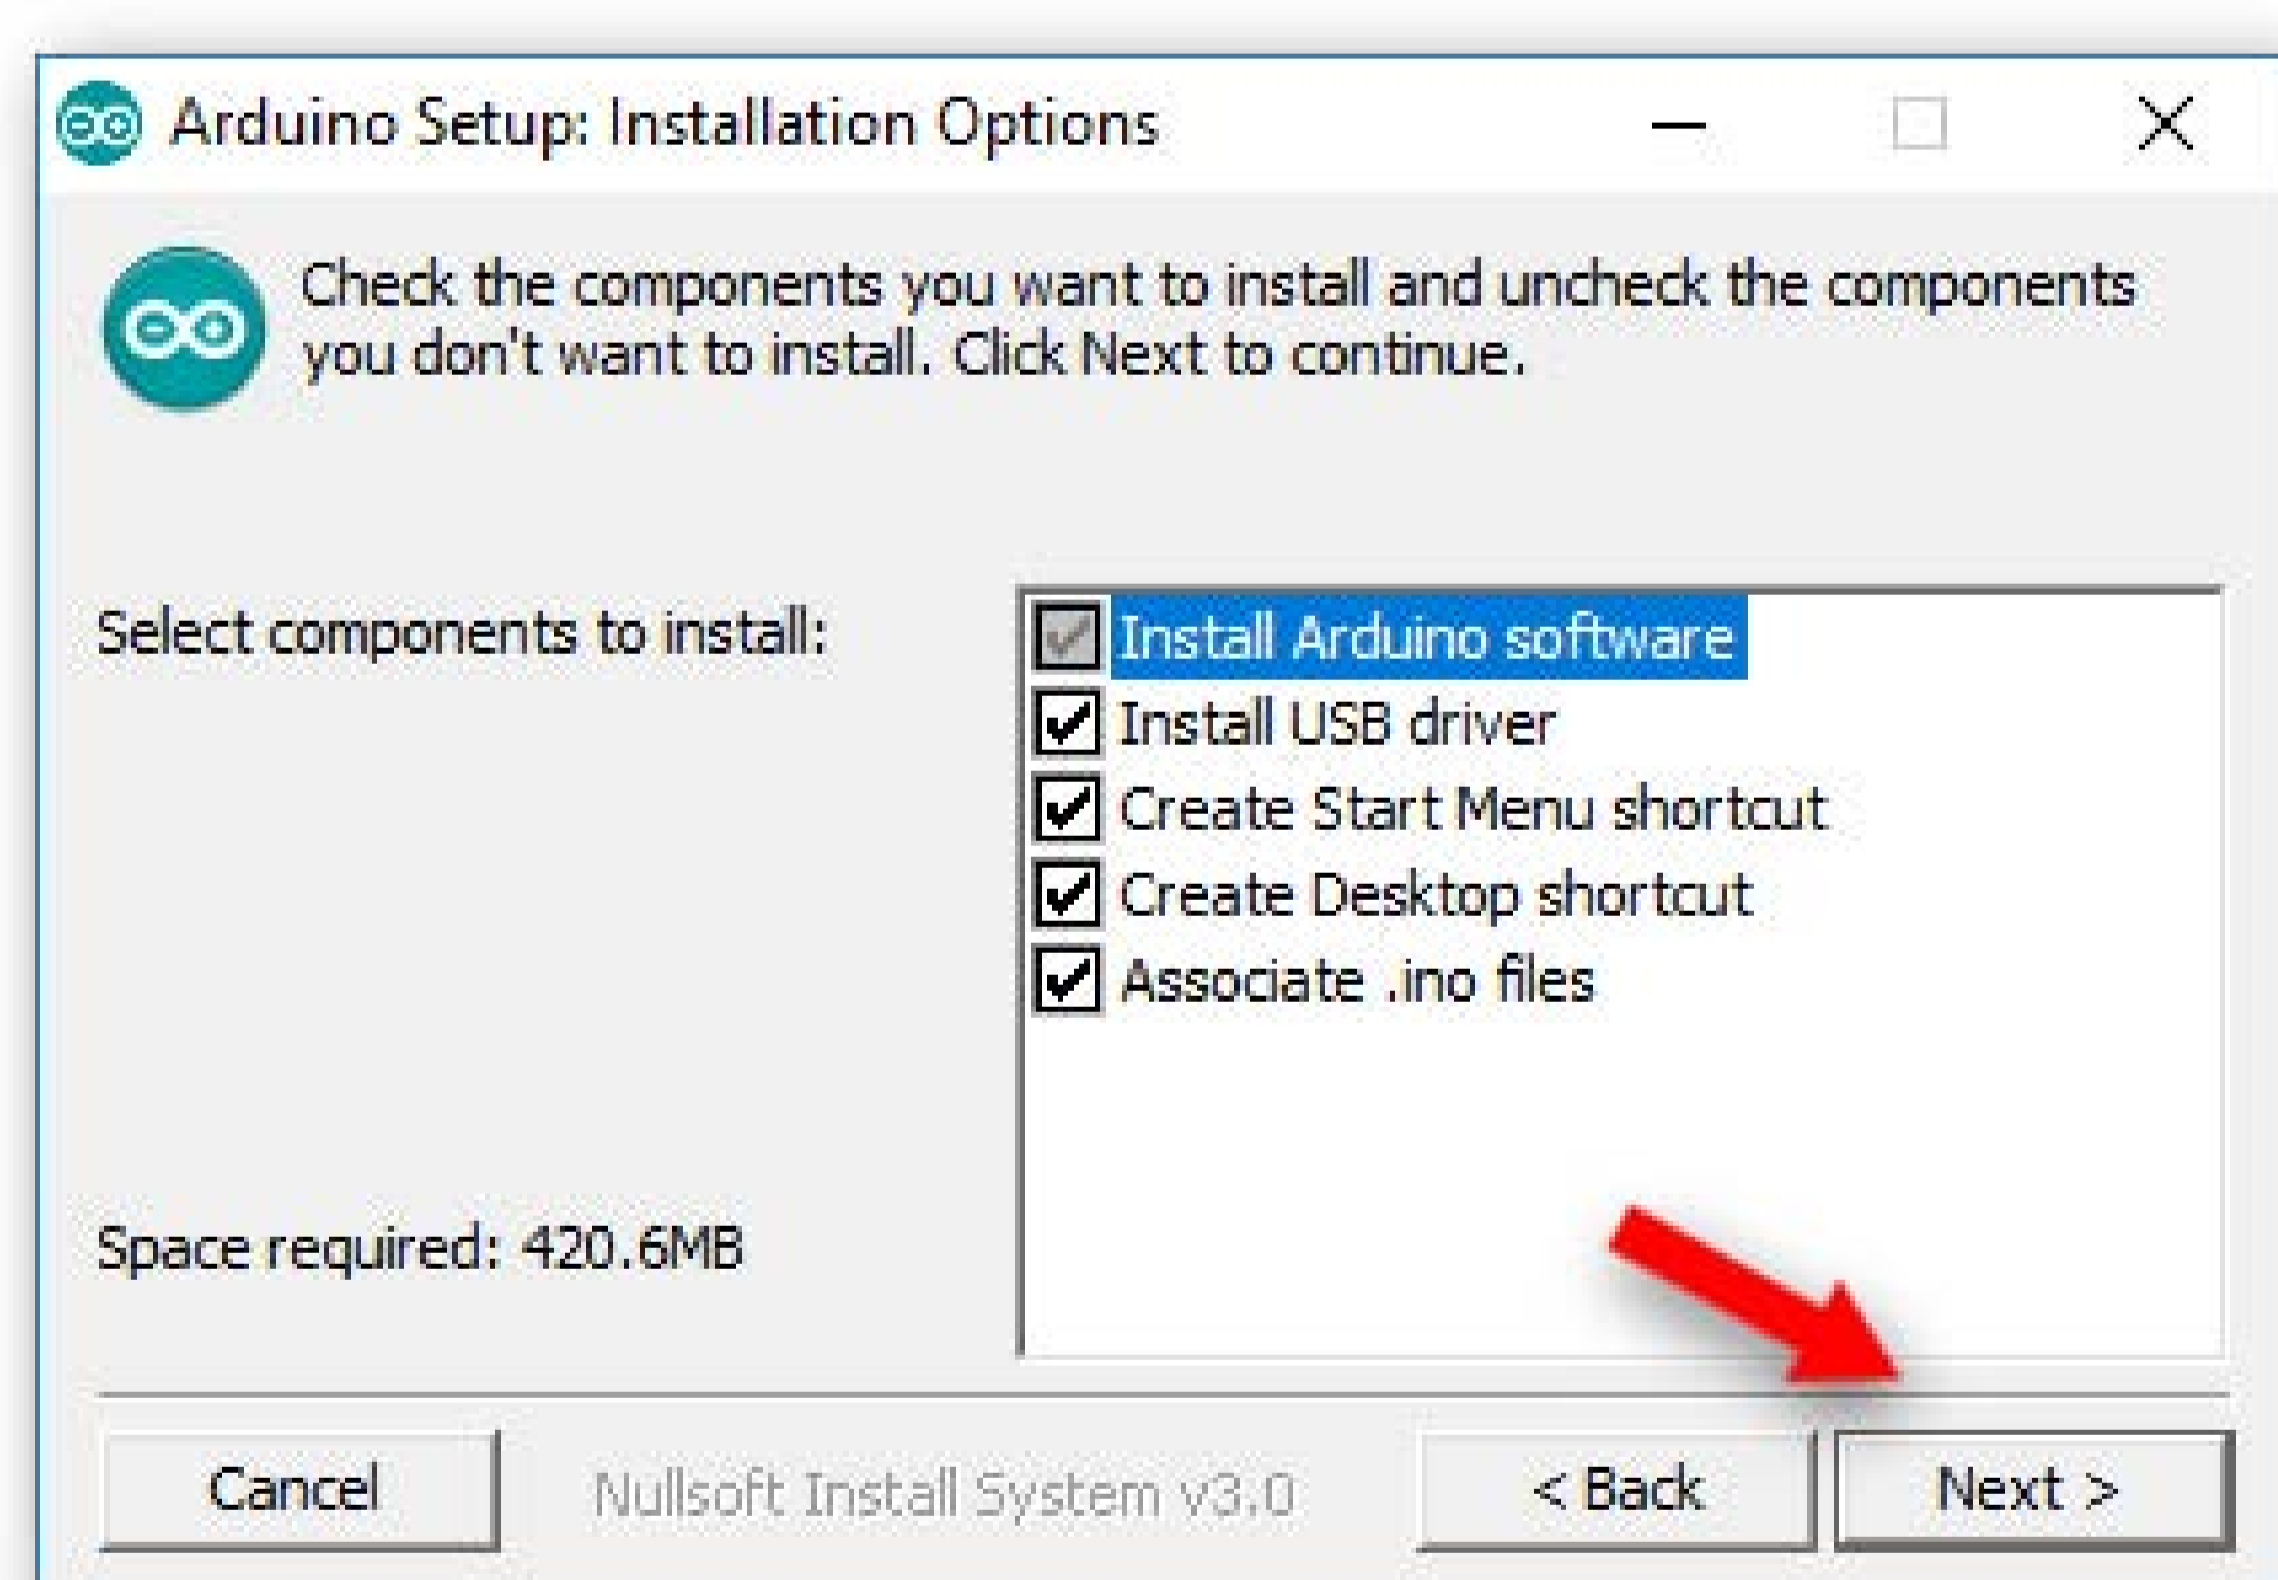 Arduino Setup: Installation Options
Check the components you want to install and uncheck the components
you don't want to install. Click Next to continue.
Select components to install:
Install Arduino software
Install USB driver
Create Start Menu shortcut
Create Desktop shortcut
Associate .ino files
Space required: 420.6MB
Cancel
Nullsoft Install System v3.0
< Back
Next >